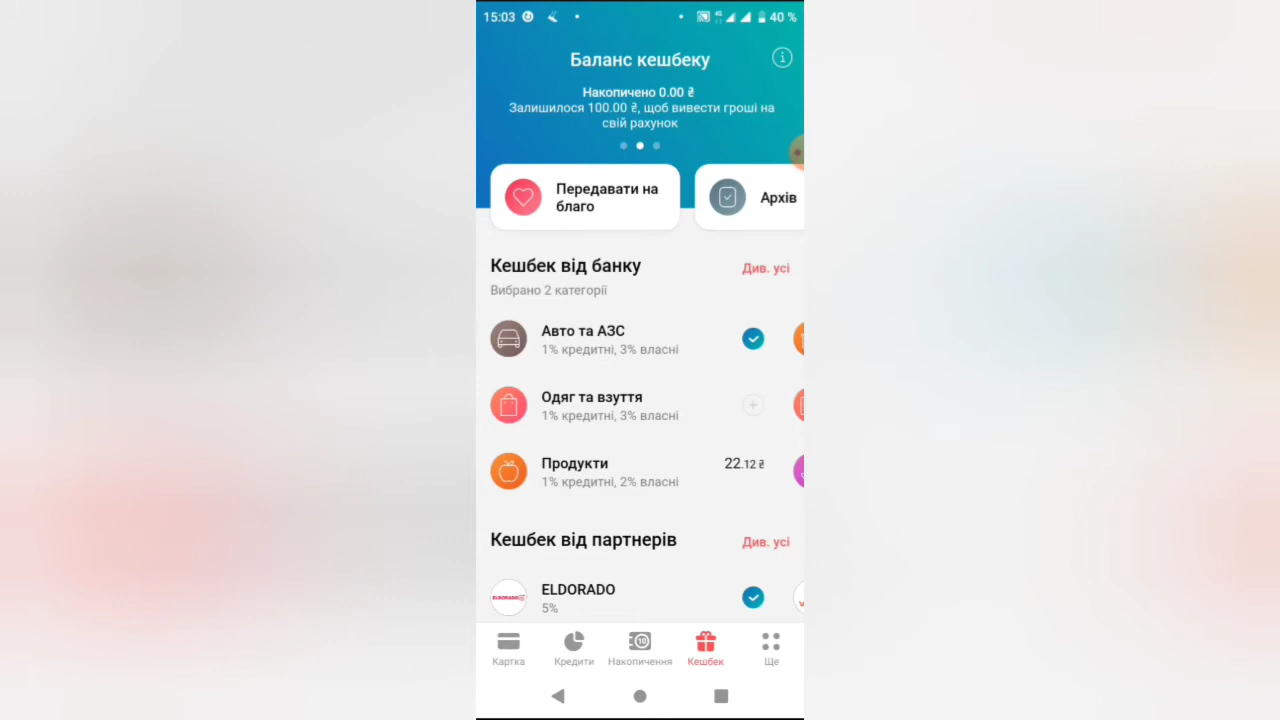 15:03
40 %
Баланс кешбеку
Накопичено 0.00 ₴
Залишилося 100.00 ₴, щоб вивести гроші на
свій рахунок
Передавати на
благо
Архів
Кешбек від банку
Див. усі
Вибрано 2 категорії
Авто та АЗС
1% кредитні, 3% власні
Одяг та взуття
1% кредитні, 3% власні
Продукти
22.12 ₴
1% кредитні, 2% власні
Кешбек від партнерів
Див. усі
ELDORADO
ELDORADO
5%
10
Картка
Кредити
Накопичення
Кешбек
Ще